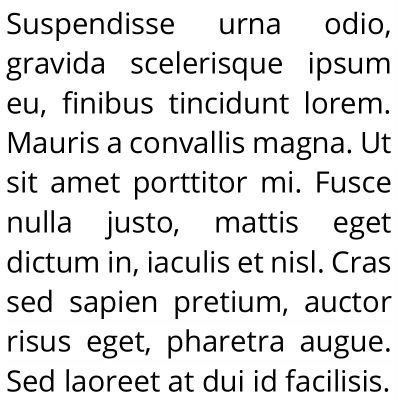 Suspendisse urna odio,
gravida scelerisque ipsum
eu, finibus tincidunt lorem.
Mauris a convallis magna. Ut
sit amet porttitor mi. Fusce
nulla justo, mattis eget
dictum in, iaculis et nisl. Cras
sed sapien pretium, auctor
risus eget, pharetra augue.
Sed laoreet at dui id facilisis.